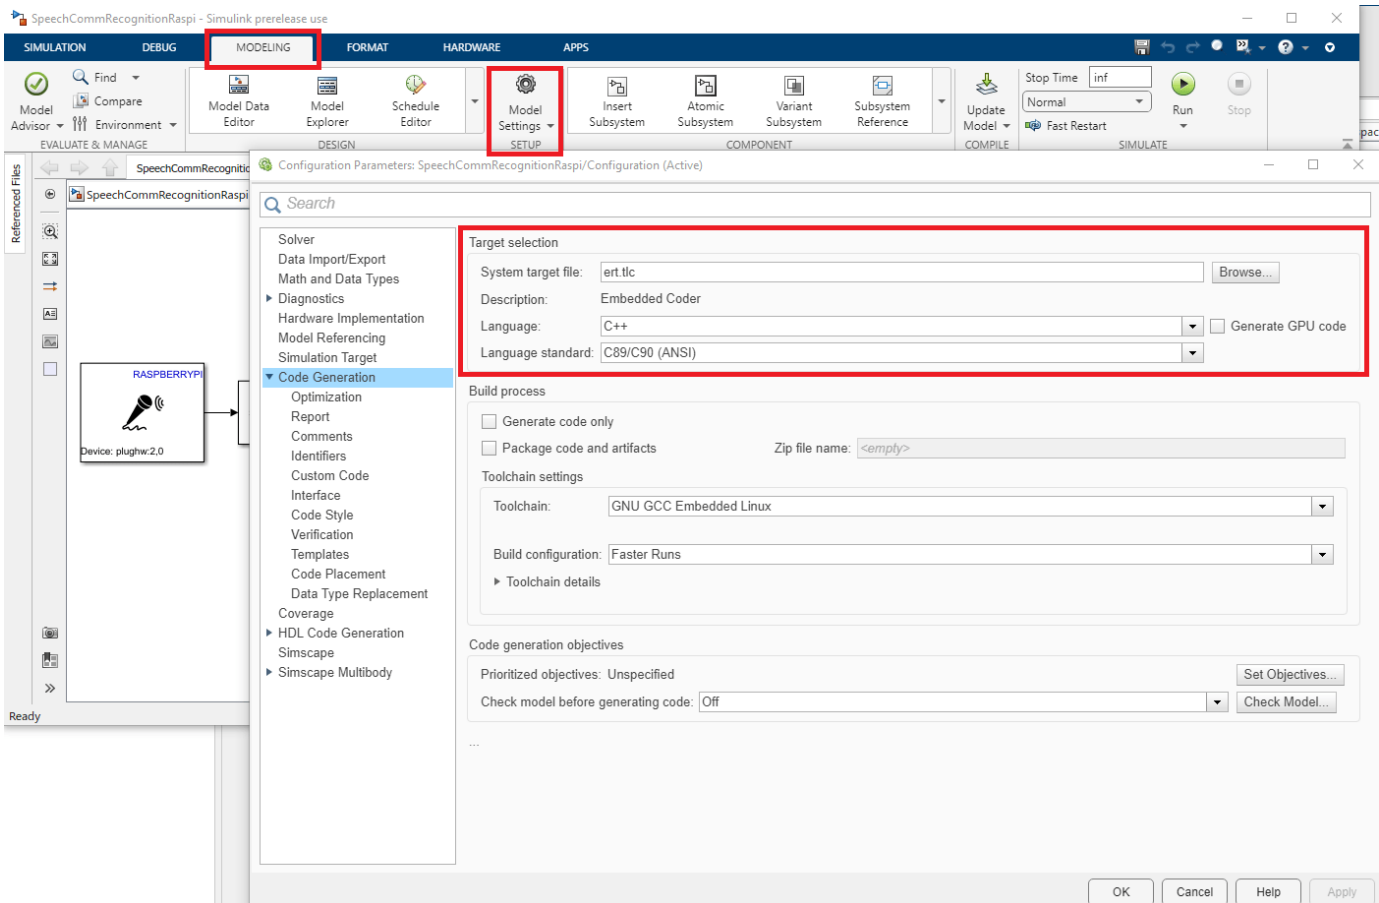 SpeechCommRecognitionRaspi - Simulink prerelease use
SIMULATION DEBUG MODELING FORMAT HARDWARE APPS
Model Advisor
Find
Compare
Environment
EVALUATE & MANAGE
Model Data Editor
Model Explorer
Schedule Editor
DESIGN
Model Settings
SETUP
Insert Subsystem
Atomic Subsystem
Variant Subsystem
Subsystem Reference
COMPONENT
Update Model
COMPILE
Stop Time inf
Normal
Fast Restart
Run
Stop
SIMULATE
pac
Referenced Files
SpeechCommRecognitio
SpeechCommRecognitionRaspi
RASPBERRYPI
Device: plughw:2,0
Ready
Configuration Parameters: SpeechCommRecognitionRaspi/Configuration (Active)
Search
Solver
Data Import/Export
Math and Data Types
Diagnostics
Hardware Implementation
Model Referencing
Simulation Target
Code Generation
Optimization
Report
Comments
Identifiers
Custom Code
Interface
Code Style
Verification
Templates
Code Placement
Data Type Replacement
Coverage
HDL Code Generation
Simscape
Simscape Multibody
Target selection
System target file: ert.tlc Browse...
Description: Embedded Coder
Language: C++ Generate GPU code
Language standard: C89/C90 (ANSI)
Build process
Generate code only
Package code and artifacts Zip file name: <empty>
Toolchain settings
Toolchain: GNU GCC Embedded Linux
Build configuration: Faster Runs
Toolchain details
Code generation objectives
Prioritized objectives: Unspecified Set Objectives...
Check model before generating code: Off Check Model...
...
OK Cancel Help Apply